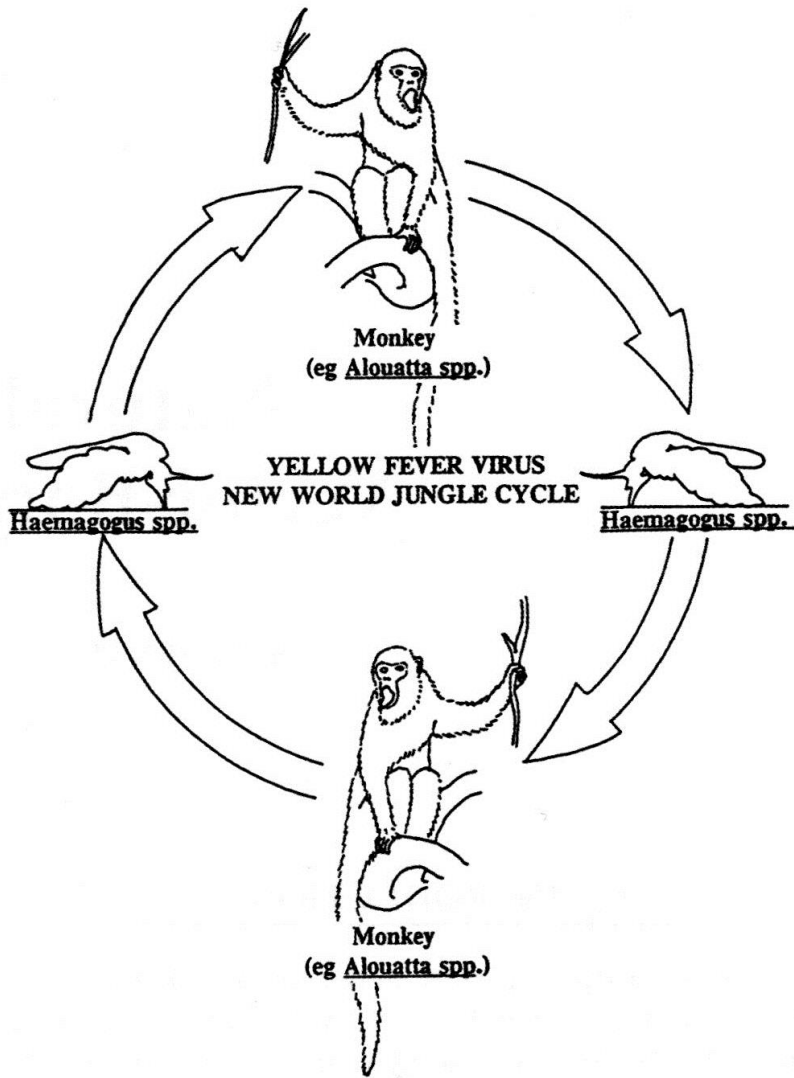 Monkey
(eg Alouatta spp.)
YELLOW FEVER VIRUS
NEW WORLD JUNGLE CYCLE
Haemagogus spp.
Haemagogus spp.
Monkey
(eg Alouatta spp.)